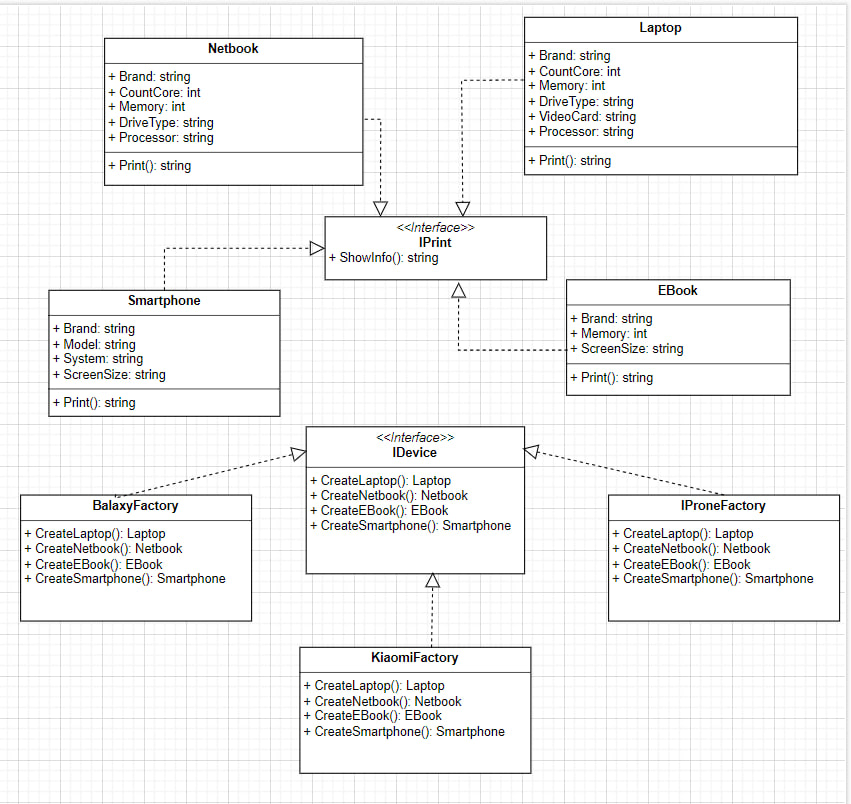 Netbook
+ Brand: string
+ CountCore: int
+ Memory: int
+ DriveType: string
+ Processor: string
+ Print(): string
Laptop
+ Brand: string
+ CountCore: int
+ Memory: int
+ DriveType: string
+ VideoCard: string
+ Processor: string
+ Print(): string
<<Interface>>
IPrint
+ ShowInfo(): string
Smartphone
+ Brand: string
+ Model: string
+ System: string
+ ScreenSize: string
+ Print(): string
EBook
+ Brand: string
+ Memory: int
+ ScreenSize: string
+ Print(): string
<<Interface>>
IDevice
+ CreateLaptop(): Laptop
+ CreateNetbook(): Netbook
+ CreateEBook(): EBook
+ CreateSmartphone(): Smartphone
BalaxyFactory
+ CreateLaptop(): Laptop
+ CreateNetbook(): Netbook
+ CreateEBook(): EBook
+ CreateSmartphone(): Smartphone
IProneFactory
+ CreateLaptop(): Laptop
+ CreateNetbook(): Netbook
+ CreateEBook(): EBook
+ CreateSmartphone(): Smartphone
KiaomiFactory
+ CreateLaptop(): Laptop
+ CreateNetbook(): Netbook
+ CreateEBook(): EBook
+ CreateSmartphone(): Smartphone